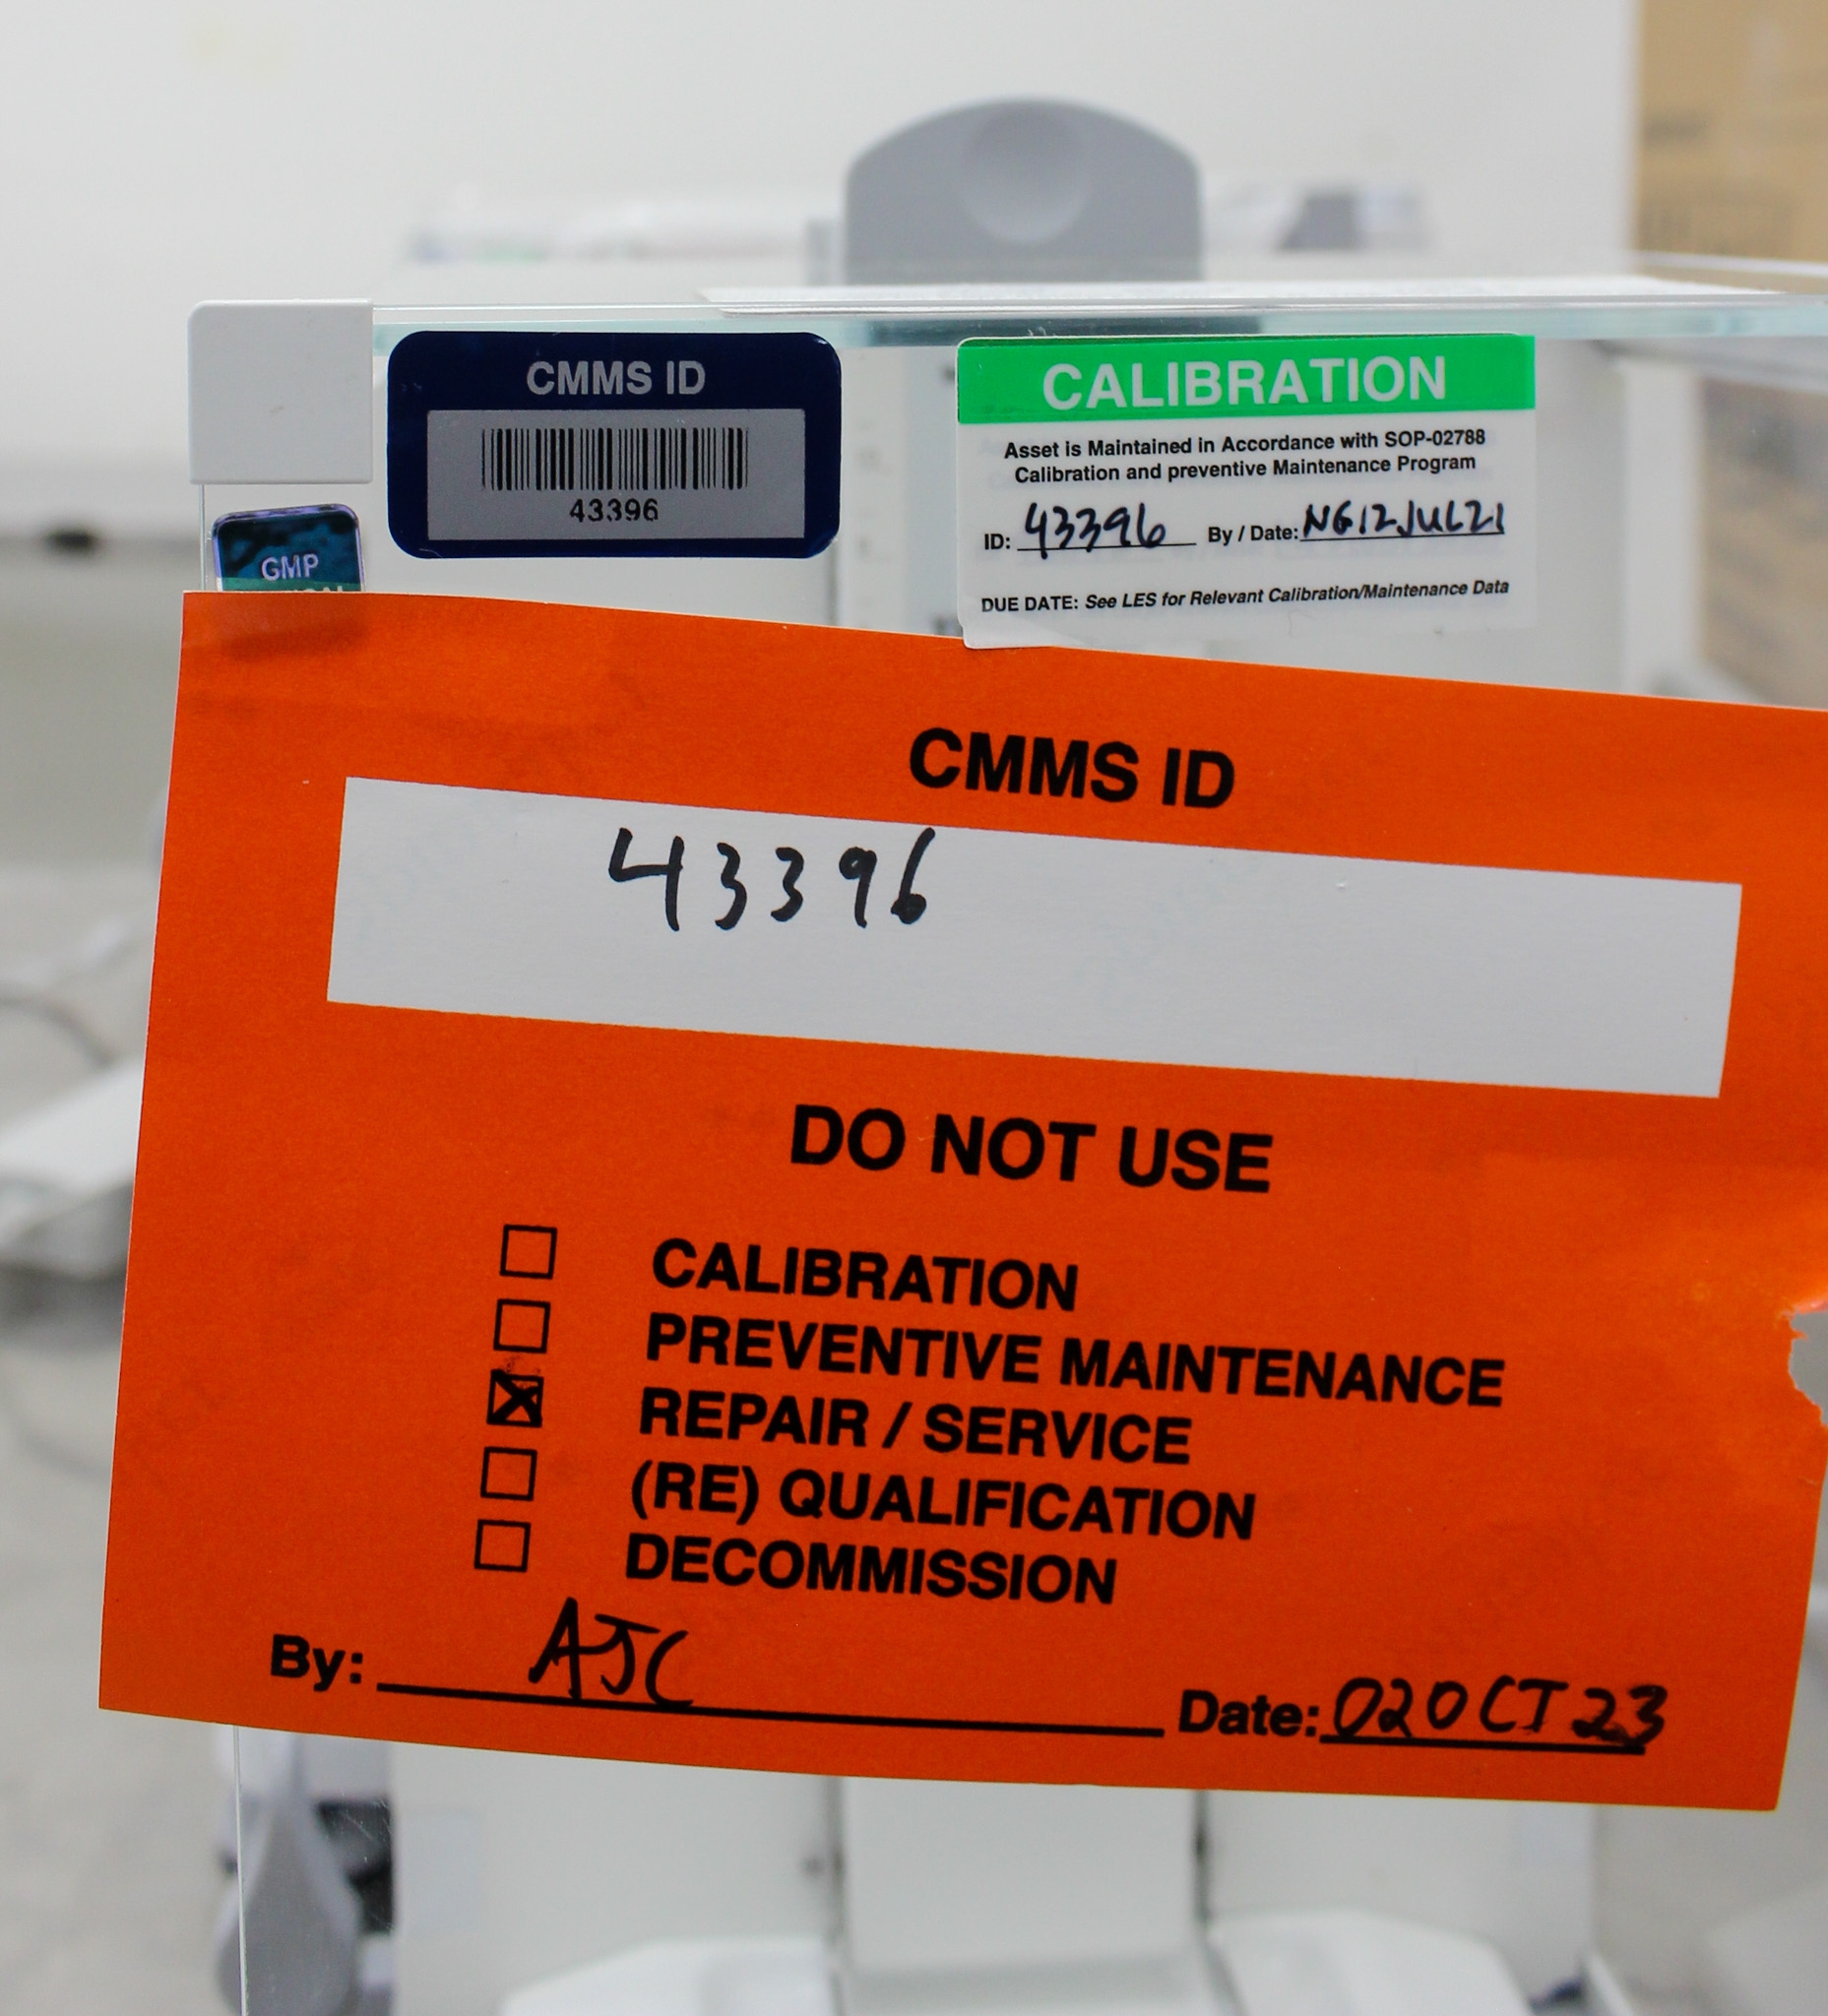 CMMS ID
43396
CALIBRATION
Asset is Maintained in Accordance with SOP-02788
Calibration and preventive Maintenance Program
ID: 43396 By / Date: NG12JUL21
DUE DATE: See LES for Relevant Calibration/Maintenance Data
GMP
CMMS ID
43396
DO NOT USE
CALIBRATION
PREVENTIVE MAINTENANCE
REPAIR / SERVICE
(RE) QUALIFICATION
DECOMMISSION
By: AJC Date: 02OCT23